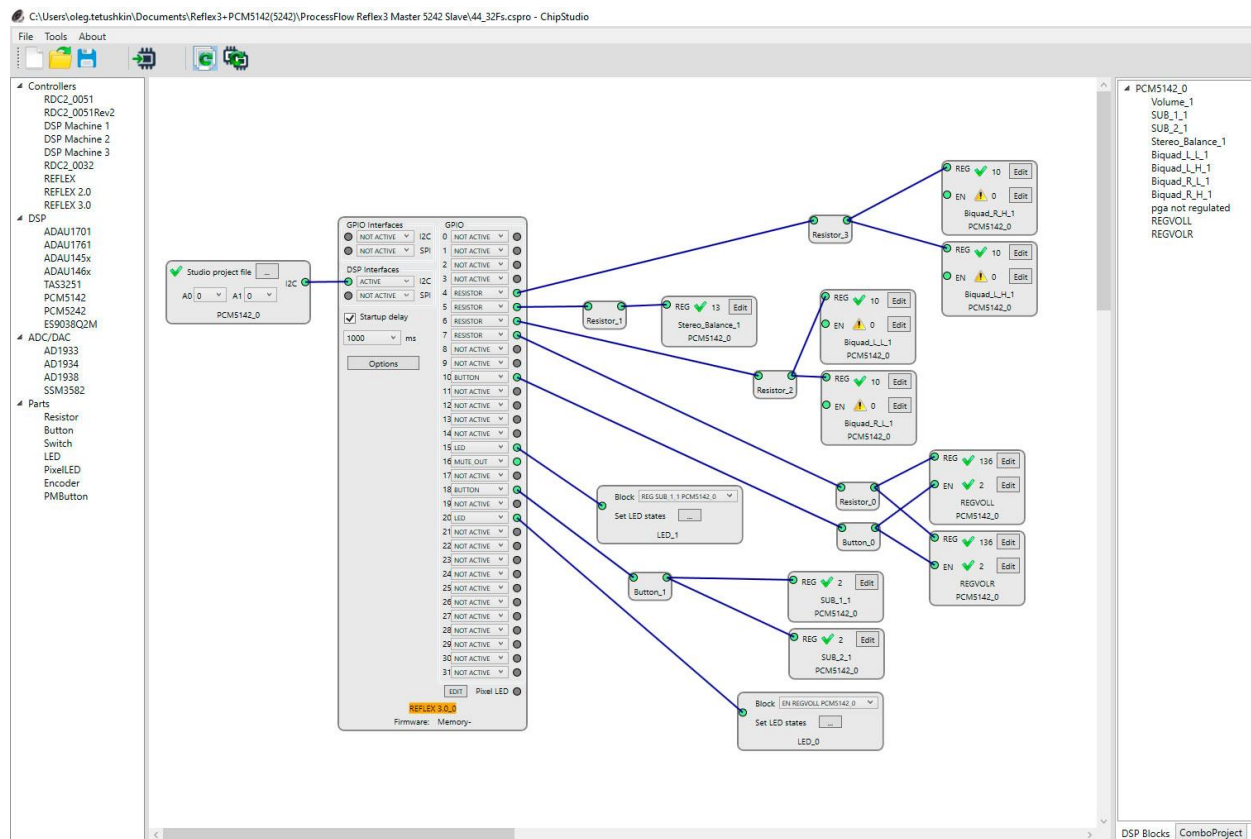 C:\Users\oleg.tetushkin\Documents\Reflex3+PCM5142(5242)\ProcessFlow Reflex3 Master 5242 Slave\44_32Fs.cspro - ChipStudio
File Tools About
Controllers
RDC2_0051
RDC2_0051Rev2
DSP Machine 1
DSP Machine 2
DSP Machine 3
RDC2_0032
REFLEX
REFLEX 2.0
REFLEX 3.0
DSP
ADAU1701
ADAU1761
ADAU145x
ADAU146x
TAS3251
PCM5142
PCM5242
ES9038Q2M
ADC/DAC
AD1933
AD1934
AD1938
SSM3582
Parts
Resistor
Button
Switch
LED
PixelLED
Encoder
PMButton
Studio project file ...
I2C
A0 0 A1 0
PCM5142_0
GPIO Interfaces
NOT ACTIVE I2C
NOT ACTIVE SPI
DSP Interfaces
ACTIVE I2C
NOT ACTIVE SPI
Startup delay
1000 ms
Options
GPIO
0 NOT ACTIVE
1 NOT ACTIVE
2 NOT ACTIVE
3 NOT ACTIVE
4 RESISTOR
5 RESISTOR
6 RESISTOR
7 RESISTOR
8 NOT ACTIVE
9 NOT ACTIVE
10 BUTTON
11 NOT ACTIVE
12 NOT ACTIVE
13 NOT ACTIVE
14 NOT ACTIVE
15 LED
16 MUTE_OUT
17 NOT ACTIVE
18 BUTTON
19 NOT ACTIVE
20 LED
21 NOT ACTIVE
22 NOT ACTIVE
23 NOT ACTIVE
24 NOT ACTIVE
25 NOT ACTIVE
26 NOT ACTIVE
27 NOT ACTIVE
28 NOT ACTIVE
29 NOT ACTIVE
30 NOT ACTIVE
31 NOT ACTIVE
EDIT Pixel LED
REFLEX 3.0_0
Firmware: Memory-
Resistor_3
REG 10 Edit
EN 0 Edit
Biquad_R_H_1
PCM5142_0
REG 10 Edit
EN 0 Edit
Biquad_L_H_1
PCM5142_0
Resistor_1
REG 13 Edit
Stereo_Balance_1
PCM5142_0
REG 10 Edit
EN 0 Edit
Biquad_L_L_1
PCM5142_0
Resistor_2
REG 10 Edit
EN 0 Edit
Biquad_R_L_1
PCM5142_0
Resistor_0
REG 136 Edit
EN 2 Edit
REGVOLL
PCM5142_0
Button_0
REG 136 Edit
EN 2 Edit
REGVOLR
PCM5142_0
Block REG SUB_1_1 PCM5142_0
Set LED states ...
LED_1
Button_1
REG 2 Edit
SUB_1_1
PCM5142_0
REG 2 Edit
SUB_2_1
PCM5142_0
Block EN REGVOLL PCM5142_0
Set LED states ...
LED_0
PCM5142_0
Volume_1
SUB_1_1
SUB_2_1
Stereo_Balance_1
Biquad_L_L_1
Biquad_L_H_1
Biquad_R_L_1
Biquad_R_H_1
pga not regulated
REGVOLL
REGVOLR
DSP Blocks ComboProject